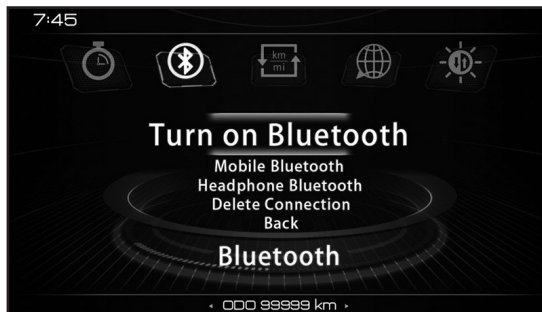 7:45
km
mi
Turn on Bluetooth
Mobile Bluetooth
Headphone Bluetooth
Delete Connection
Back
Bluetooth
ODO 99999 km